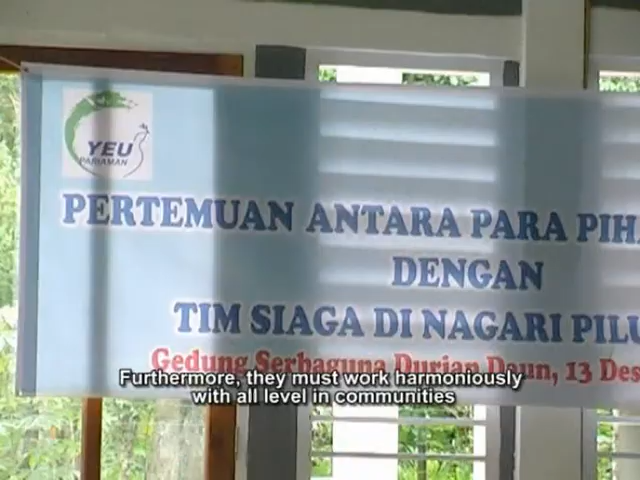 YEU
PARIAMAN
PERTEMUAN ANTARA PARA PIH
DENGAN
TIM SIAGA DI NAGARI PILU
Gedung Serbaguna Durian Daun, 13 Des
Furthermore, they must work harmoniously
with all level in communities